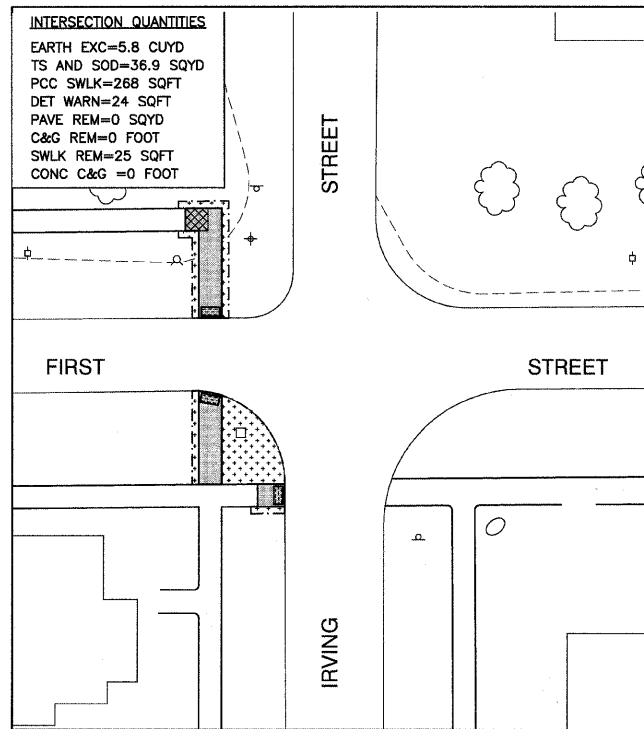 INTERSECTION QUANTITIES
EARTH EXC=5.8 CUYD
TS AND SOD=36.9 SQYD
PCC SWLK=268 SQFT
DET WARN=24 SQFT
PAVE REM=0 SQYD
C&G REM=0 FOOT
SWLK REM=25 SQFT
CONC C&G =0 FOOT
STREET
FIRST
STREET
IRVING